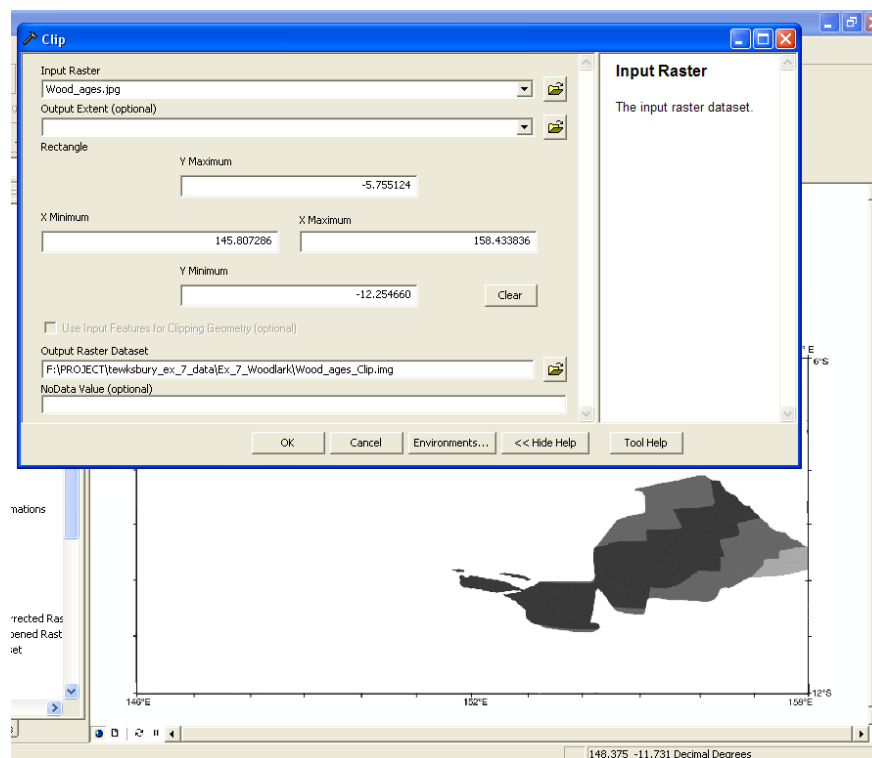 Clip
Input Raster
Wood_ages.jpg
Output Extent (optional)
Rectangle
Y Maximum
-5.755124
X Minimum
X Maximum
145.807286
158.433836
Y Minimum
-12.254660
Clear
Use Input Features for Clipping Geometry (optional)
Output Raster Dataset
F:\PROJECT\tewksbury_ex_7_data\Ex_7_Woodlark\Wood_ages_Clip.img
NoData Value (optional)
OK
Cancel
Environments...
<< Hide Help
Tool Help
Input Raster
The input raster dataset.
° E
6°S
mations
rrected Ras
pened Rast
set
146°E
152°E
158°E
12°S
148.375 -11.731 Decimal Degrees